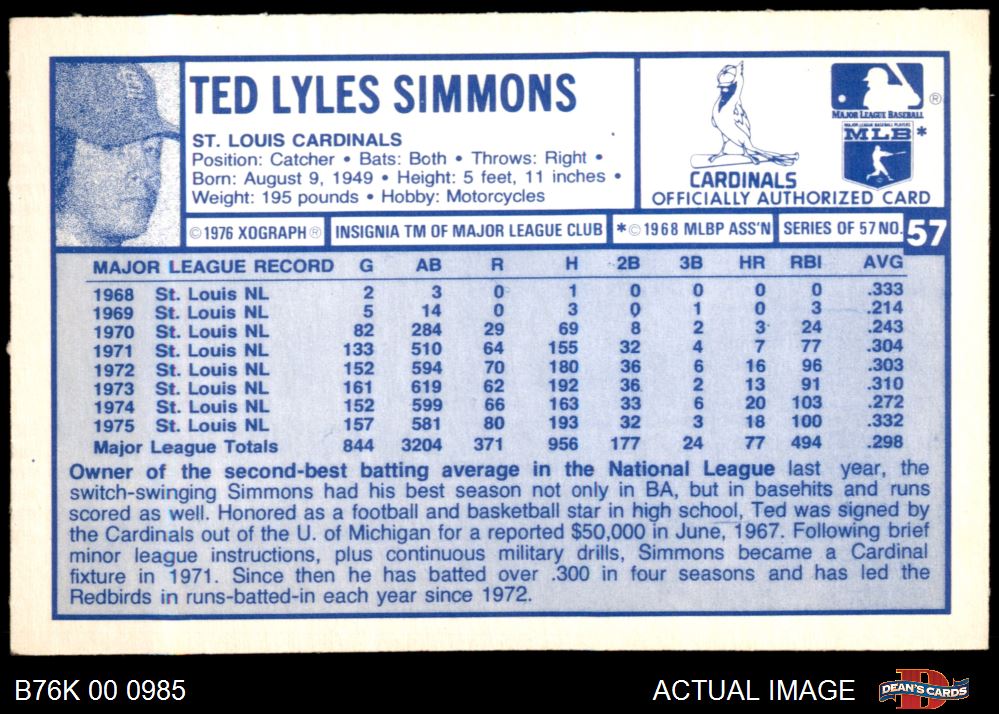 TED LYLES SIMMONS
ST. LOUIS CARDINALS
Position: Catcher • Bats: Both • Throws: Right •
Born: August 9, 1949 • Height: 5 feet, 11 inches •
Weight: 195 pounds • Hobby: Motorcycles
CARDINALS
OFFICIALLY AUTHORIZED CARD
MAJOR LEAGUE BASEBALL
®
MAJOR LEAGUE BASEBALL PLAYERS
MLB*
© 1976 XOGRAPH ® INSIGNIA TM OF MAJOR LEAGUE CLUB * © 1968 MLBP ASS'N SERIES OF 57 NO. 57
MAJOR LEAGUE RECORD G AB R H 2B 3B HR RBI AVG
1968 St. Louis NL 2 3 0 1 0 0 0 0 .333
1969 St. Louis NL 5 14 0 3 0 1 0 3 .214
1970 St. Louis NL 82 284 29 69 8 2 3 24 .243
1971 St. Louis NL 133 510 64 155 32 4 7 77 .304
1972 St. Louis NL 152 594 70 180 36 6 16 96 .303
1973 St. Louis NL 161 619 62 192 36 2 13 91 .310
1974 St. Louis NL 152 599 66 163 33 6 20 103 .272
1975 St. Louis NL 157 581 80 193 32 3 18 100 .332
Major League Totals 844 3204 371 956 177 24 77 494 .298
Owner of the second-best batting average in the National League last year, the
switch-swinging Simmons had his best season not only in BA, but in basehits and runs
scored as well. Honored as a football and basketball star in high school, Ted was signed by
the Cardinals out of the U. of Michigan for a reported $50,000 in June, 1967. Following brief
minor league instructions, plus continuous military drills, Simmons became a Cardinal
fixture in 1971. Since then he has batted over .300 in four seasons and has led the
Redbirds in runs-batted-in each year since 1972.
B76K 00 0985
ACTUAL IMAGE
DEAN'S CARDS